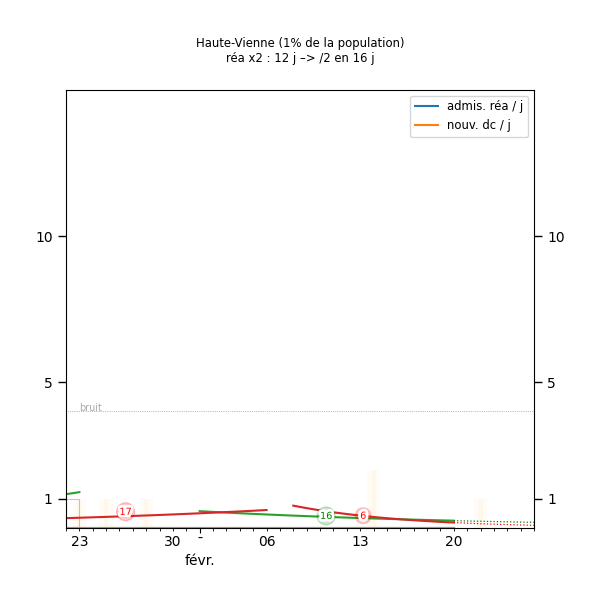 Haute-Vienne (1% de la population)
réa x2 : 12 j –> /2 en 16 j
admis. réa / j
nouv. dc / j
10
10
5
5
bruit
1
1
17
16
6
23
30
-
06
13
20
févr.